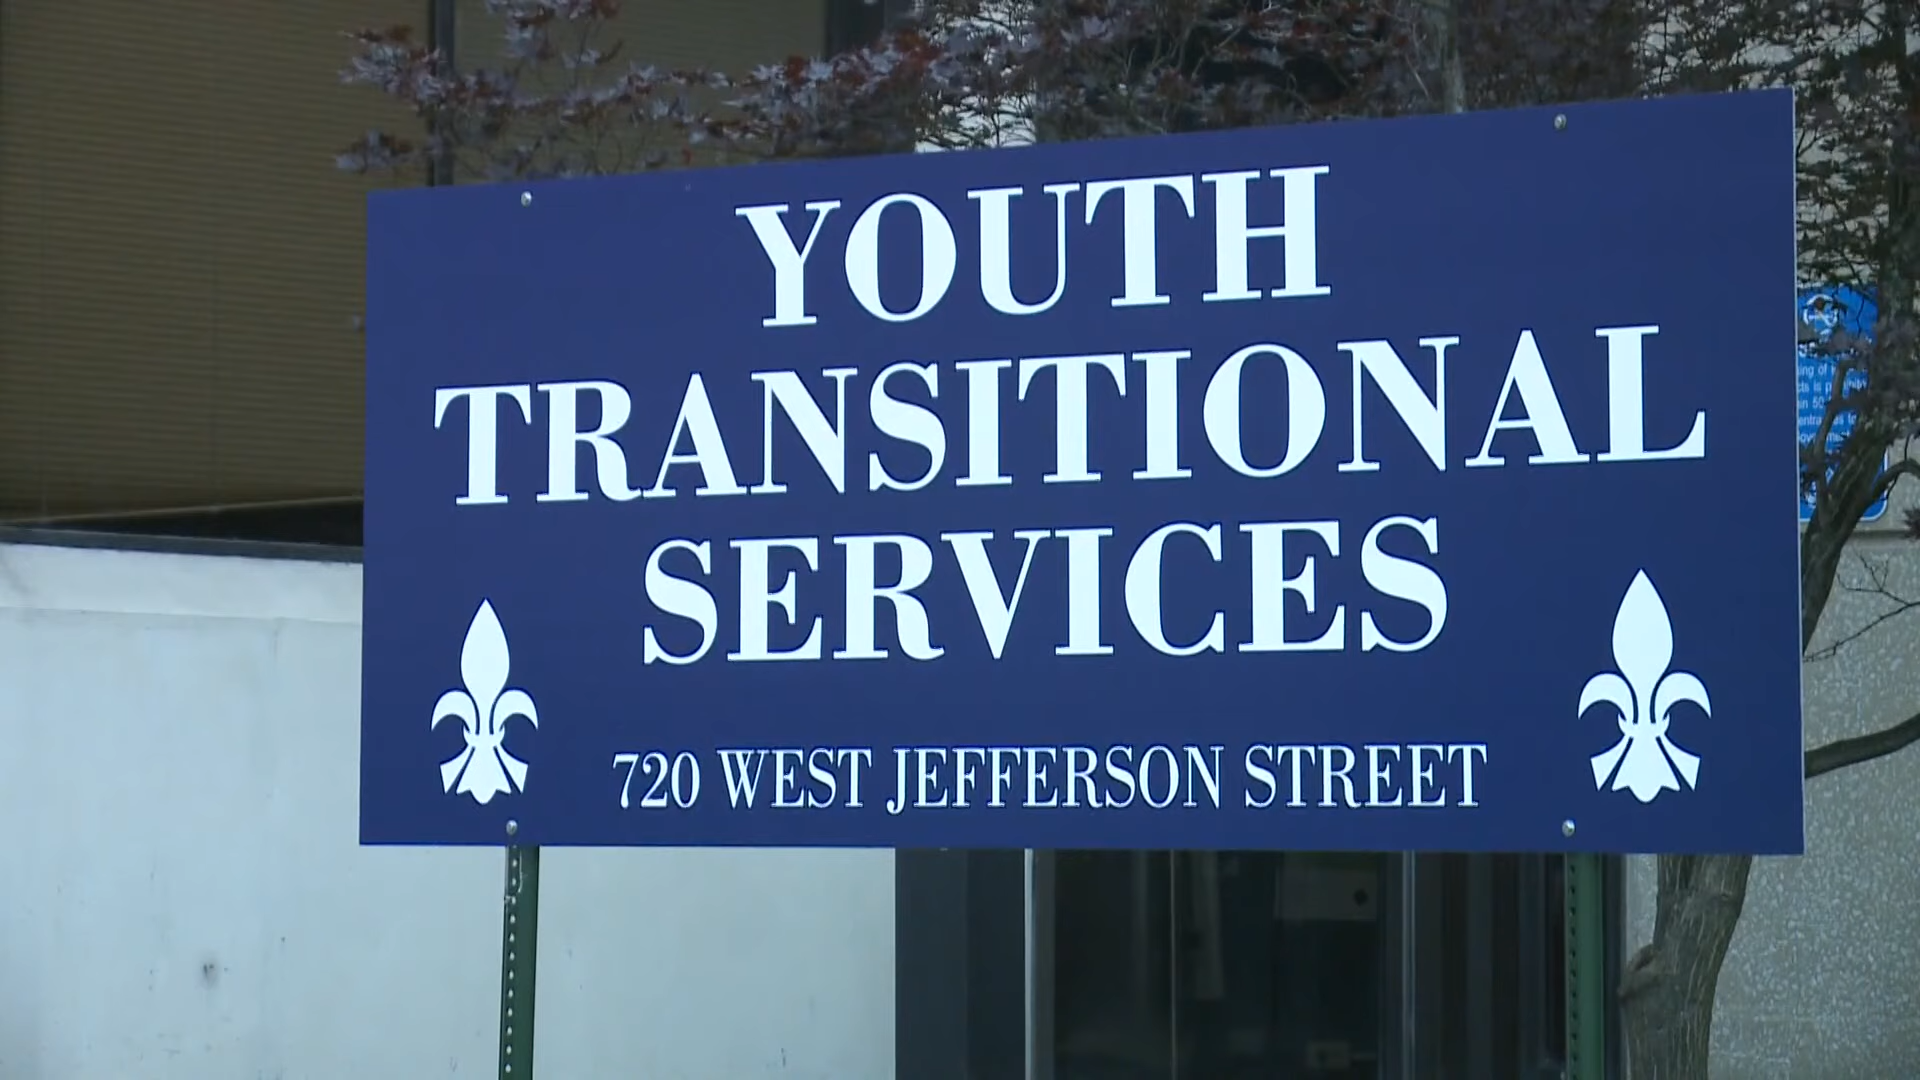 YOUTH
TRANSITIONAL
SERVICES
720 WEST JEFFERSON STREET